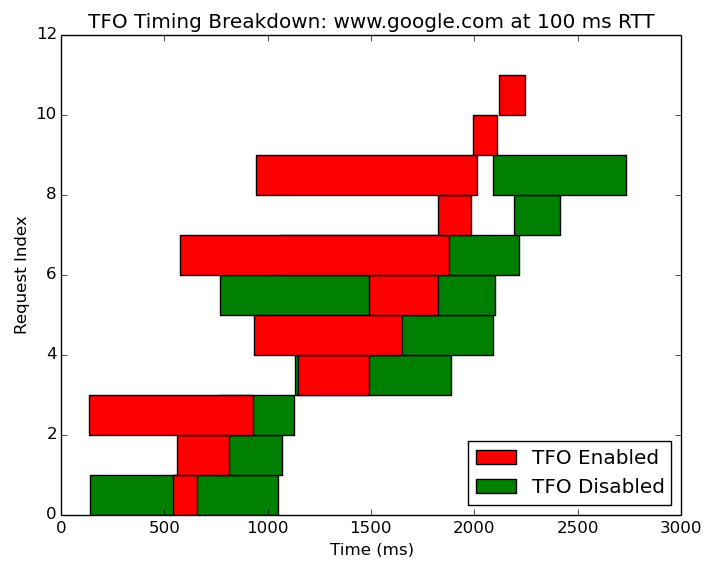 TFO Timing Breakdown: www.google.com at 100 ms RTT
12
10
8
6
4
2
0
Request Index
TFO Enabled
TFO Disabled
0 500 1000 1500 2000 2500 3000
Time (ms)